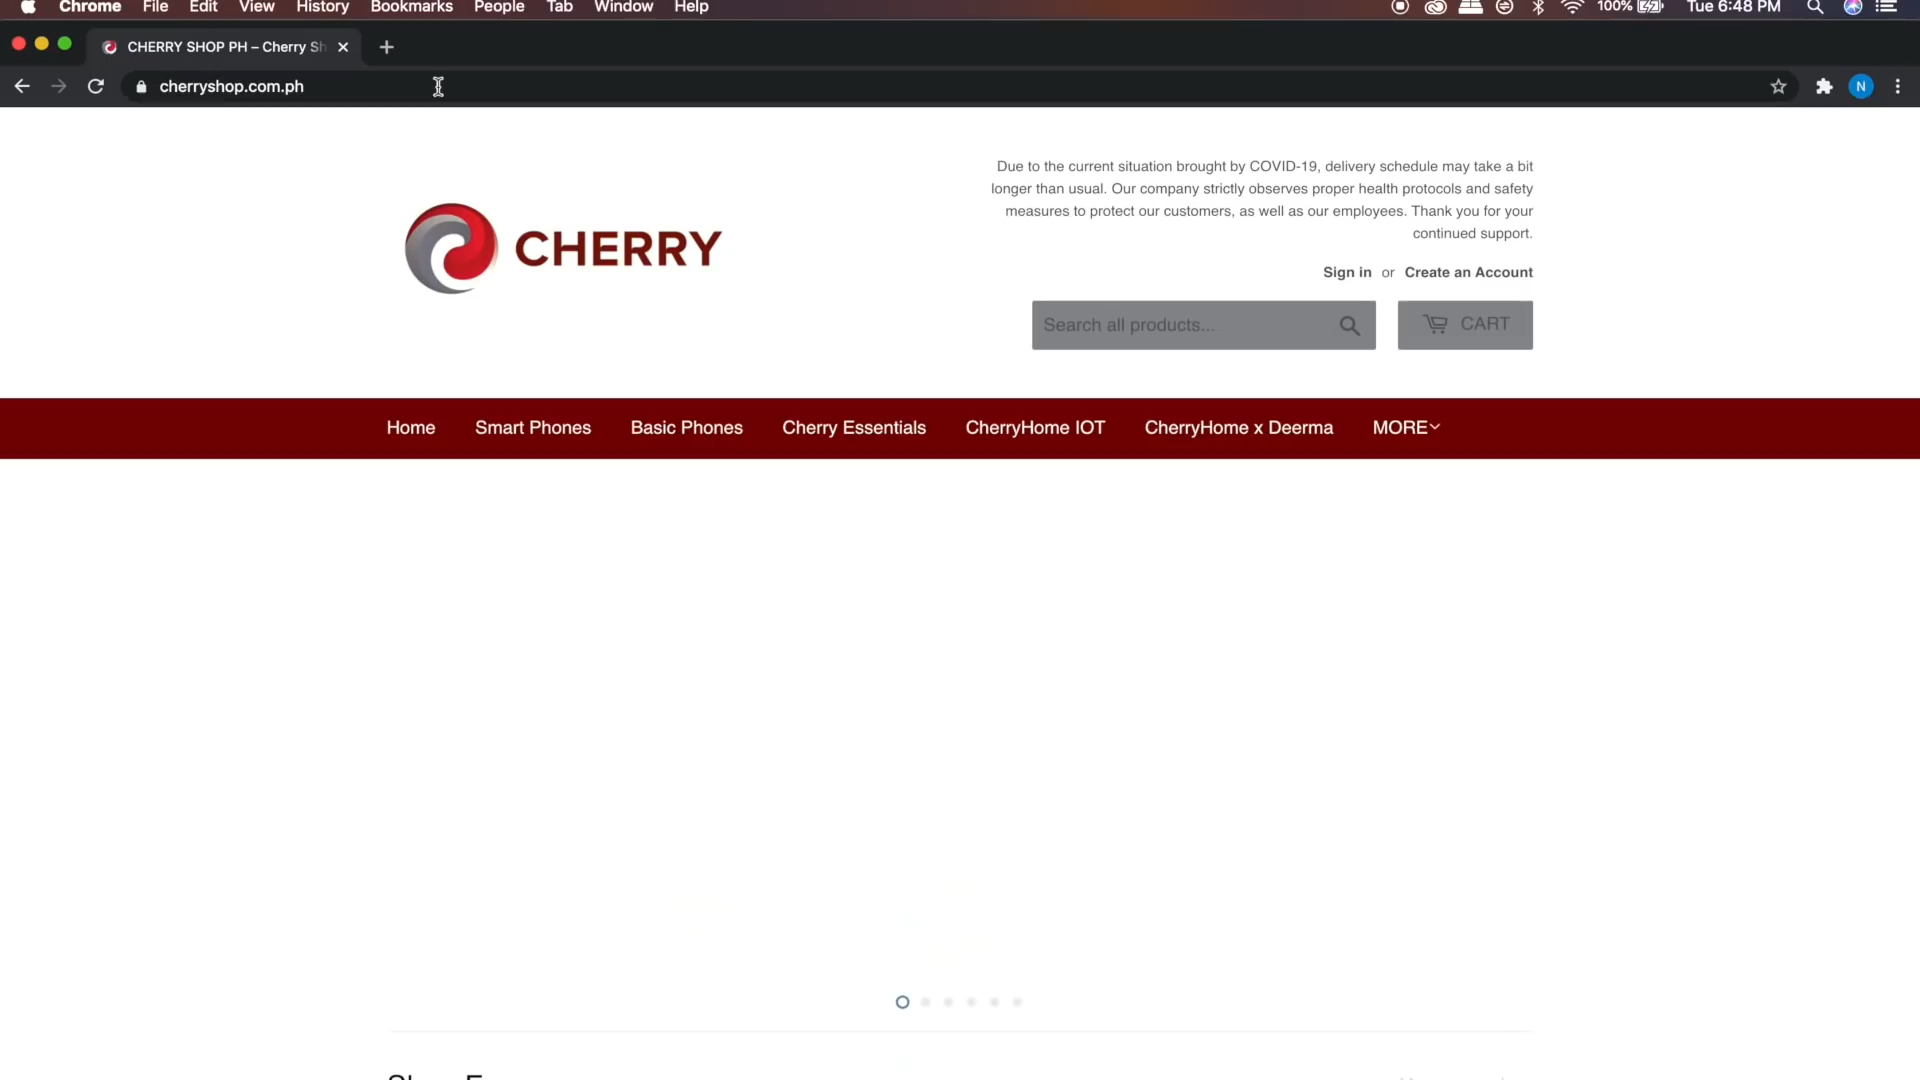 Chrome File Edit View History Bookmarks People Tab Window Help 100% Tue 6:48 PM
CHERRY SHOP PH – Cherry Sh
cherryshop.com.ph N
Due to the current situation brought by COVID-19, delivery schedule may take a bit
longer than usual. Our company strictly observes proper health protocols and safety
measures to protect our customers, as well as our employees. Thank you for your
continued support.
CHERRY
Sign in or Create an Account
Search all products... CART
Home Smart Phones Basic Phones Cherry Essentials CherryHome IOT CherryHome x Deerma MORE